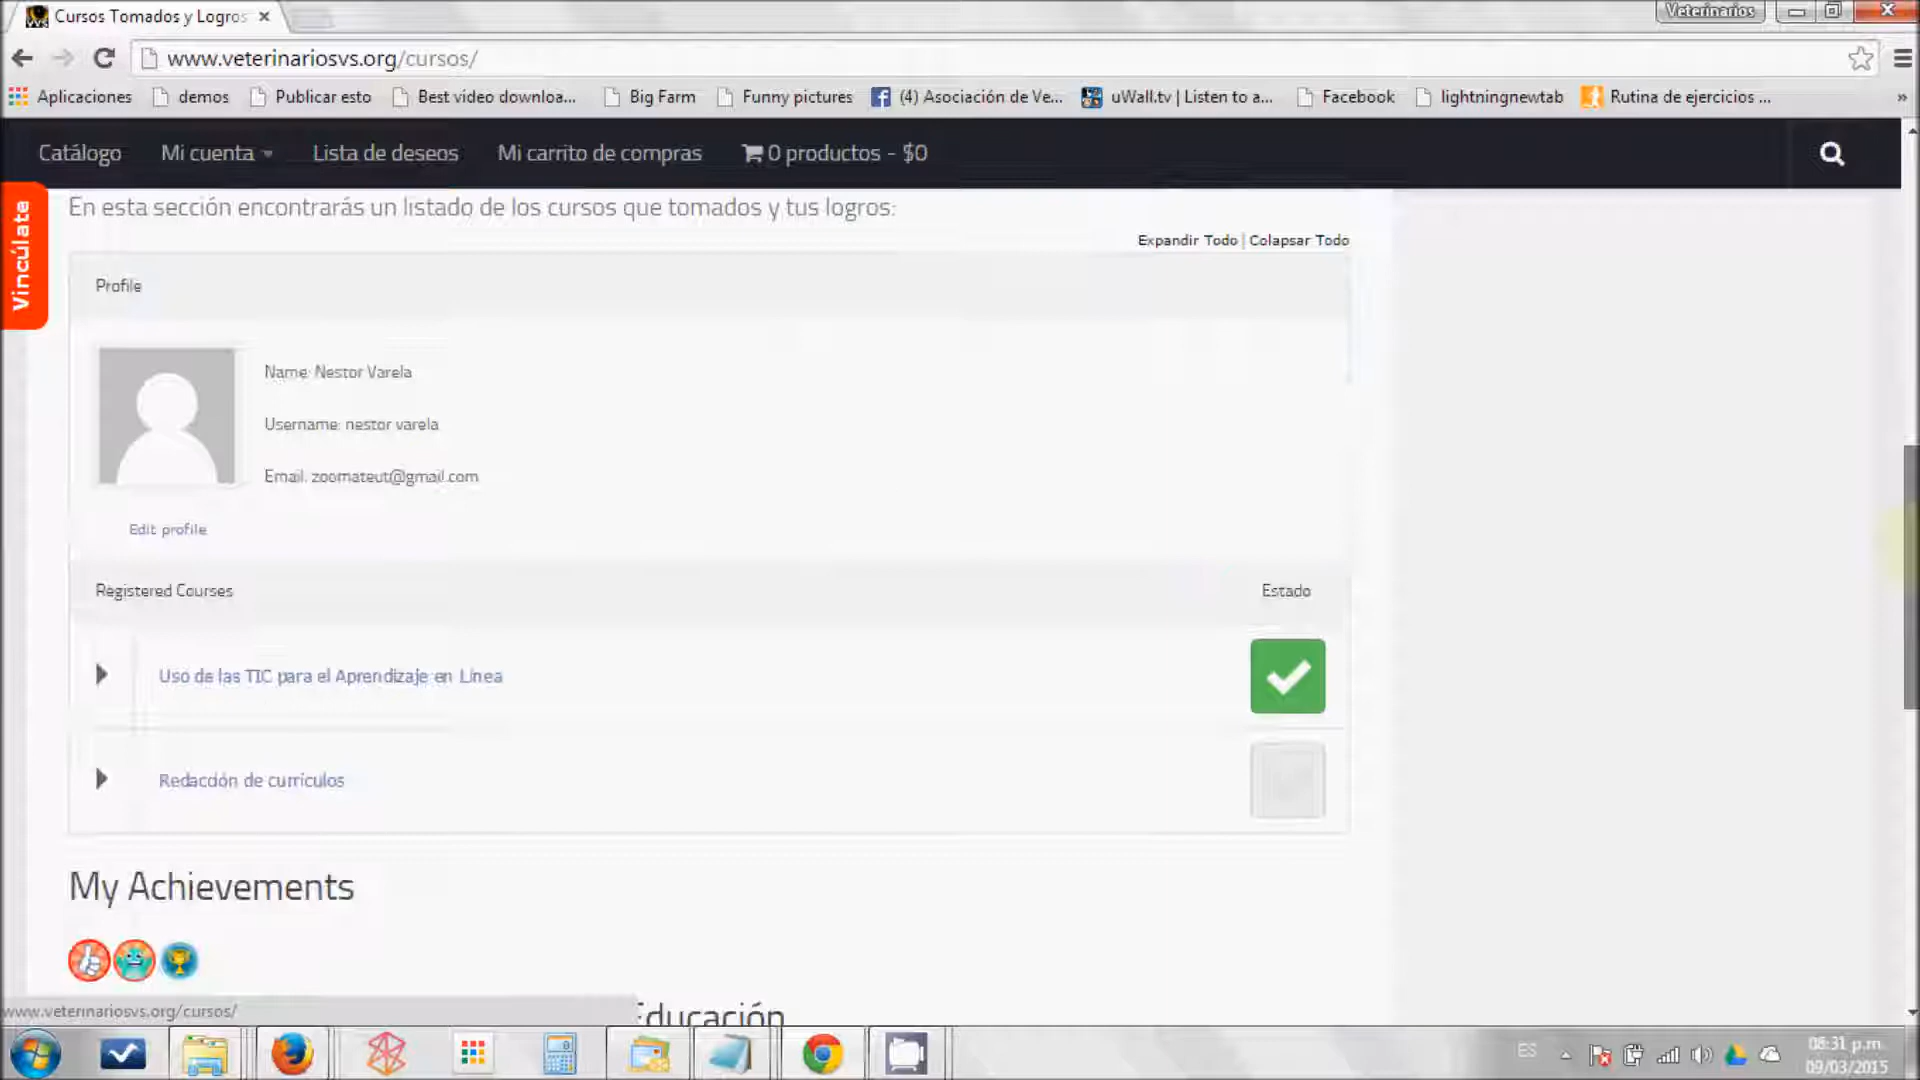 Cursos Tomados y Logros
Veterinarios
www.veterinariosvs.org/cursos/
Aplicaciones demos Publicar esto Best video downloa... Big Farm Funny pictures (4) Asociación de Ve... uWall.tv | Listen to a... Facebook lightningnewtab Rutina de ejercicios ... »
Catálogo Mi cuenta Lista de deseos Mi carrito de compras 0 productos - $0
Vincúlate
En esta sección encontrarás un listado de los cursos que tomados y tus logros:
Expandir Todo | Colapsar Todo
Profile
Name: Nestor Varela
Username: nestor varela
Email: zoomateut@gmail.com
Edit profile
Registered Courses Estado
Uso de las TIC para el Aprendizaje en Línea
Redacción de currículos
My Achievements
www.veterinariosvs.org/cursos/
Educación
ES
08:31 p.m.
09/03/2015